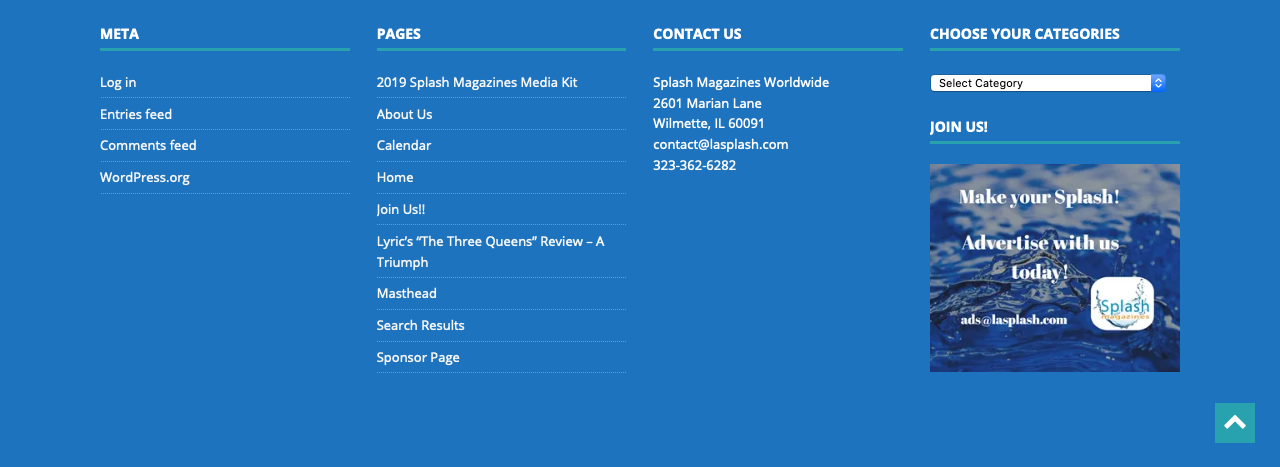 META
Log in
Entries feed
Comments feed
WordPress.org
PAGES
2019 Splash Magazines Media Kit
About Us
Calendar
Home
Join Us!!
Lyric’s “The Three Queens” Review – A
Triumph
Masthead
Search Results
Sponsor Page
CONTACT US
Splash Magazines Worldwide
2601 Marian Lane
Wilmette, IL 60091
contact@lasplash.com
323-362-6282
CHOOSE YOUR CATEGORIES
Select Category
JOIN US!
Make your Splash!
Advertise with us
today!
ads@lasplash.com
Splash
magazines